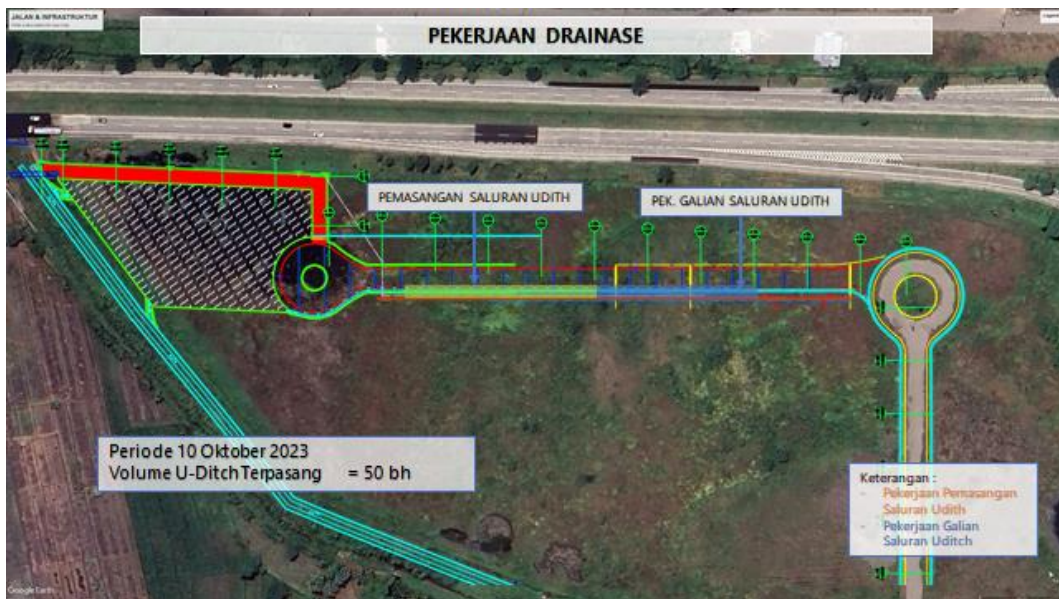 JALAN & INFRASTRUKTUR
PEKERJAAN DRAINASE
PEMASANGAN SALURAN UDITH
PEK. GALIAN SALURAN UDITH
Periode 10 Oktober 2023
Volume U-Ditch Terpasang = 50 bh
Keterangan :
- Pekerjaan Pemasangan
Saluran Udith
- Pekerjaan Galian
Saluran Uditch
Google Earth